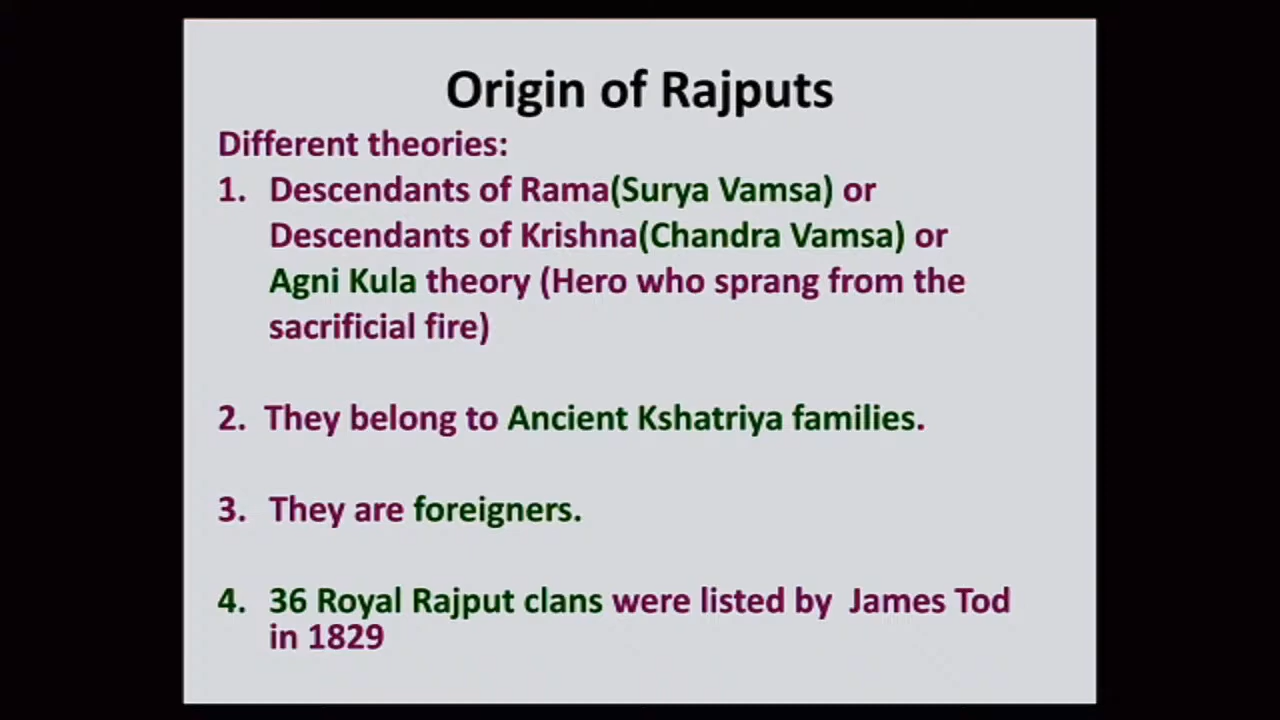 Origin of Rajputs
Different theories:
1. Descendants of Rama(Surya Vamsa) or
Descendants of Krishna(Chandra Vamsa) or
Agni Kula theory (Hero who sprang from the
sacrificial fire)
2. They belong to Ancient Kshatriya families.
3. They are foreigners.
4. 36 Royal Rajput clans were listed by James Tod
in 1829